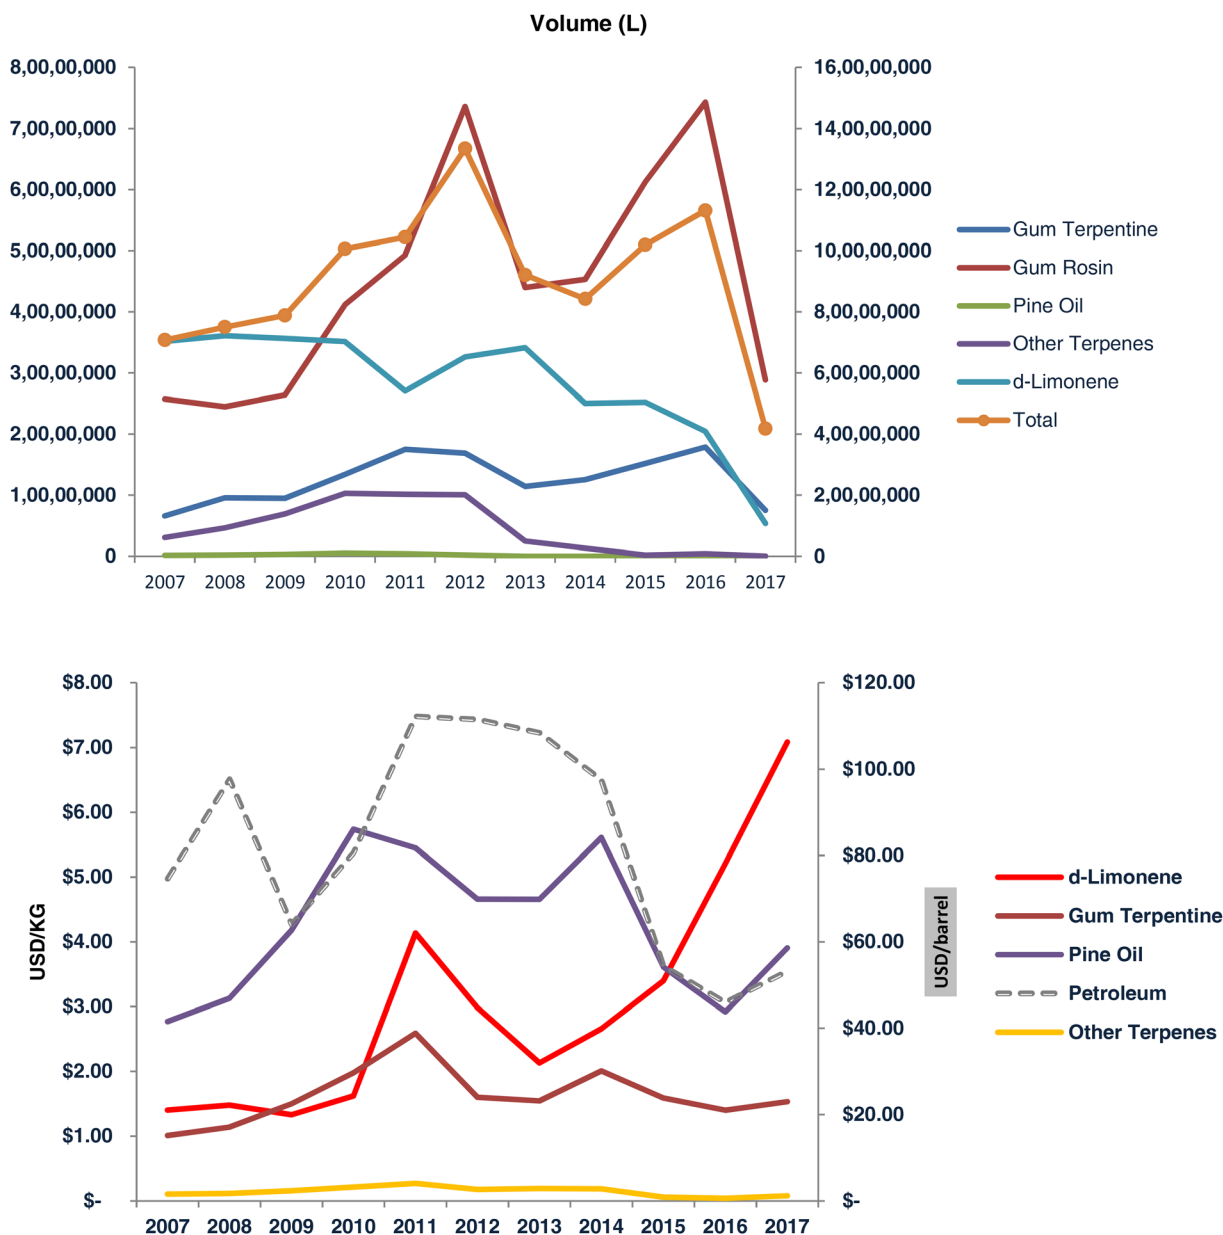 Volume (L)
8,00,00,000
7,00,00,000
6,00,00,000
5,00,00,000
4,00,00,000
3,00,00,000
2,00,00,000
1,00,00,000
0
16,00,00,000
14,00,00,000
12,00,00,000
10,00,00,000
8,00,00,000
6,00,00,000
4,00,00,000
2,00,00,000
0
2007 2008 2009 2010 2011 2012 2013 2014 2015 2016 2017
Gum Terpentine
Gum Rosin
Pine Oil
Other Terpenes
d-Limonene
Total
USD/KG
$8.00
$7.00
$6.00
$5.00
$4.00
$3.00
$2.00
$1.00
$-
$120.00
$100.00
$80.00
$60.00
$40.00
$20.00
$-
USD/barrel
2007 2008 2009 2010 2011 2012 2013 2014 2015 2016 2017
d-Limonene
Gum Terpentine
Pine Oil
Petroleum
Other Terpenes